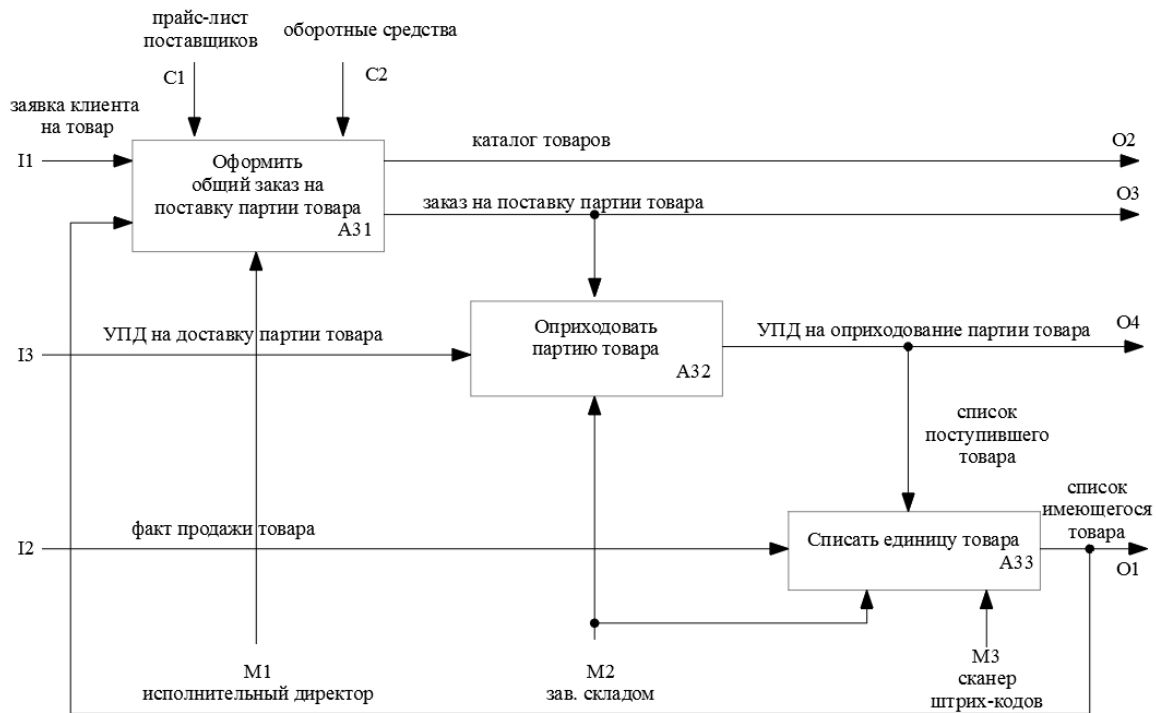 прайс-лист
поставщиков
C1
оборотные средства
C2
заявка клиента
на товар
I1
Оформить
общий заказ на
поставку партии товара
A31
каталог товаров
O2
заказ на поставку партии товара
O3
I3
УПД на доставку партии товара
Оприходовать
партию товара
A32
УПД на оприходование партии товара
O4
список
поступившего
товара
I2
факт продажи товара
Списать единицу товара
A33
список
имеющегося
товара
O1
M1
исполнительный директор
M2
зав. складом
M3
сканер
штрих-кодов